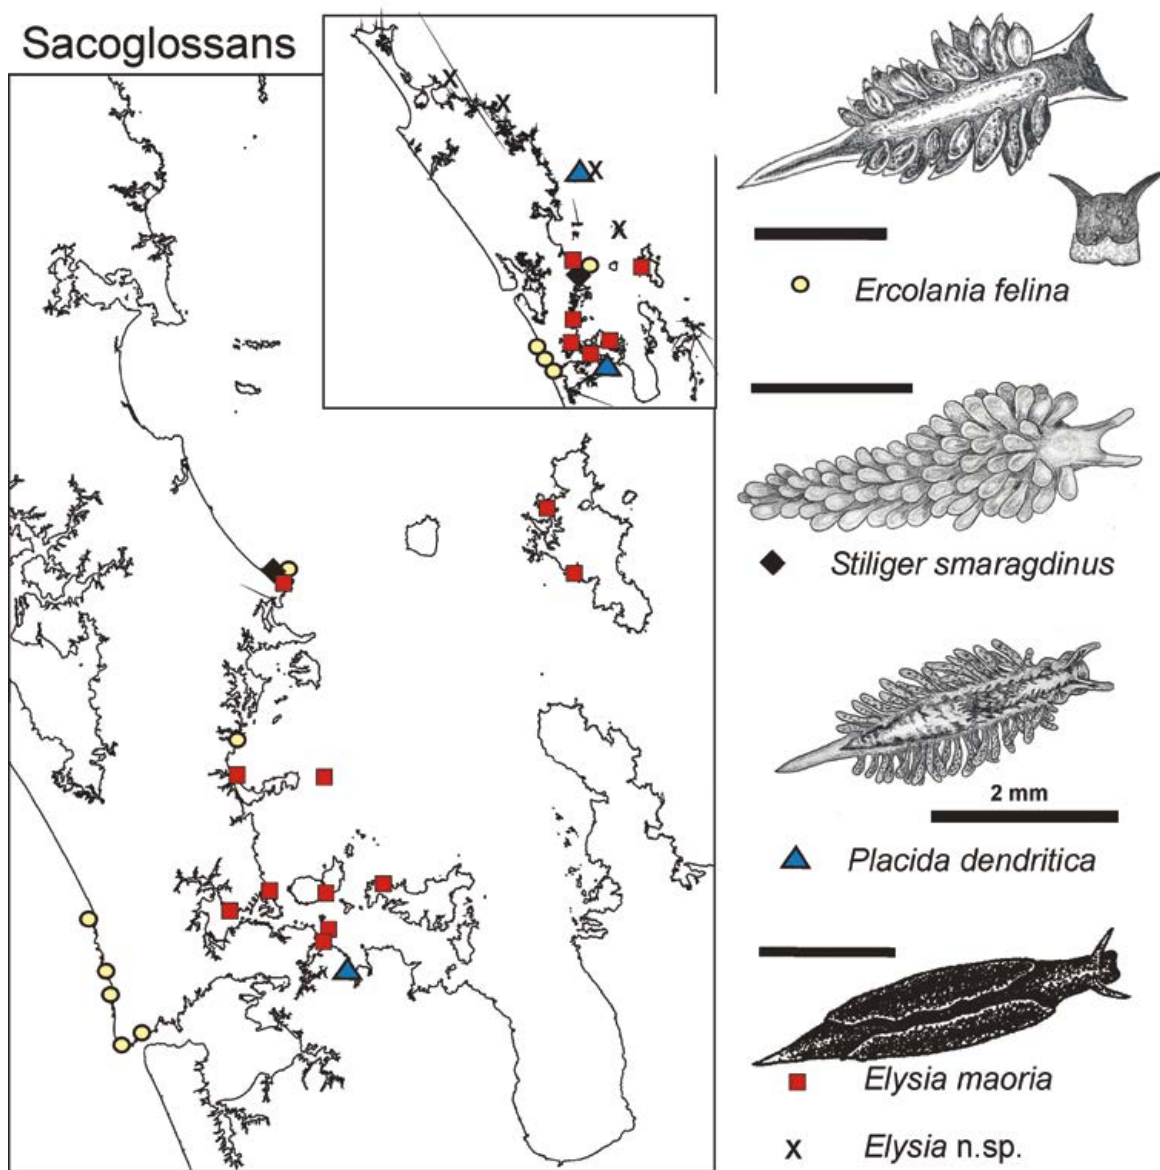 Sacoglossans
X
X
X
X
Ercolania felina
Stiliger smaragdinus
2 mm
Placida dendritica
Elysia maoria
x Elysia n.sp.